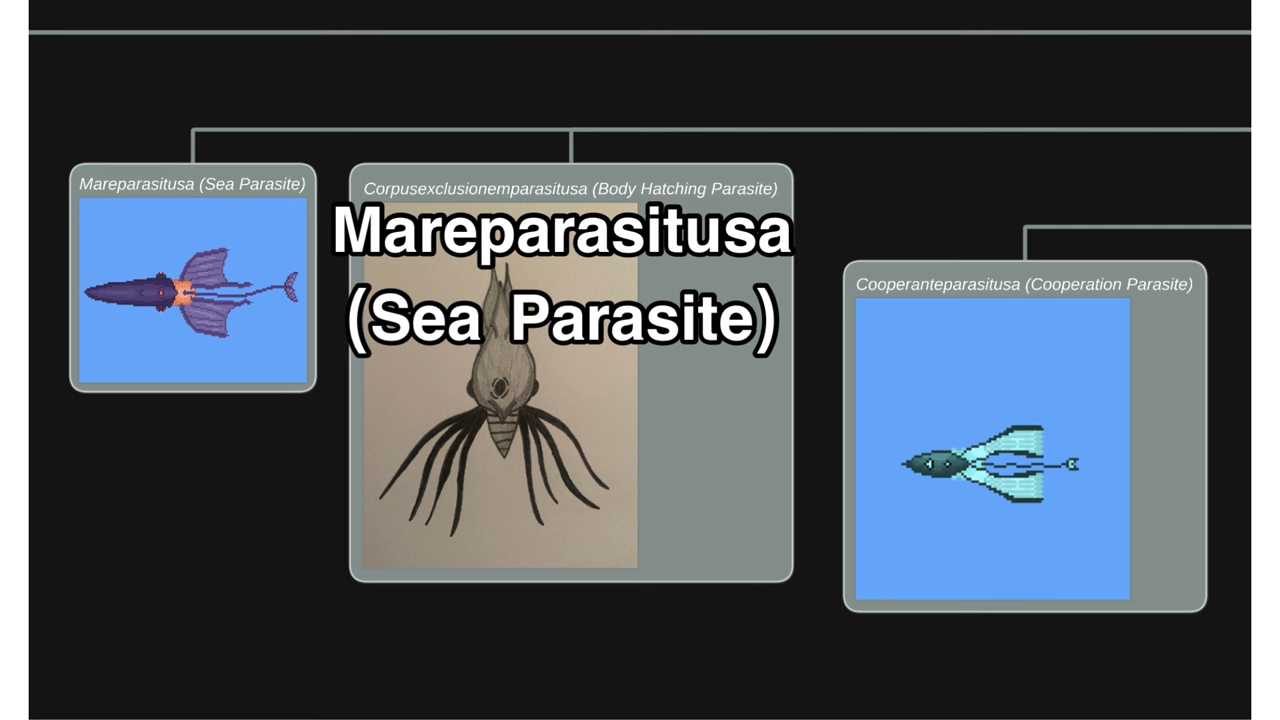 Mareparasitusa (Sea Parasite)
Corpusexclusionemparasitusa (Body Hatching Parasite)
Mareparasitusa
(Sea Parasite)
Cooperanteparasitusa (Cooperation Parasite)